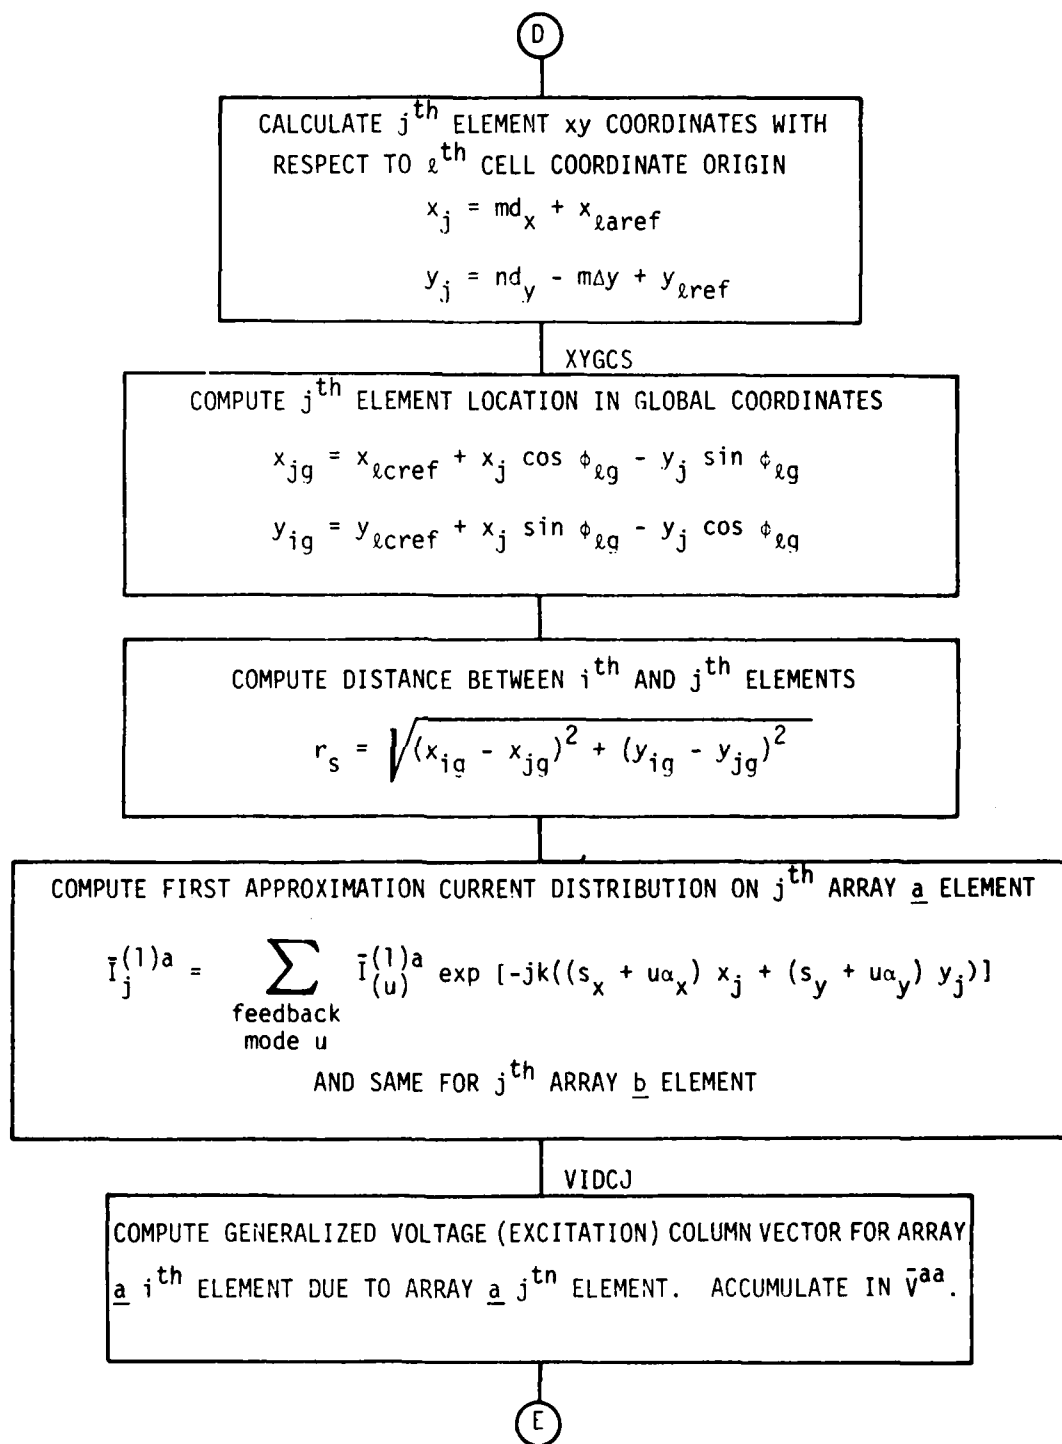 D
CALCULATE j^th ELEMENT xy COORDINATES WITH
RESPECT TO ℓ^th CELL COORDINATE ORIGIN
x_j = md_x + x_ℓaref
y_j = nd_y - mΔy + y_ℓref
XYGCS
COMPUTE j^th ELEMENT LOCATION IN GLOBAL COORDINATES
x_jg = x_ℓcref + x_j cos ϕ_ℓg - y_j sin ϕ_ℓg
y_ig = y_ℓcref + x_j sin ϕ_ℓg - y_j cos ϕ_ℓg
COMPUTE DISTANCE BETWEEN i^th AND j^th ELEMENTS
r_s = √((x_ig - x_jg)^2 + (y_ig - y_jg)^2)
COMPUTE FIRST APPROXIMATION CURRENT DISTRIBUTION ON j^th ARRAY a ELEMENT
Ī_j^(1)a = ∑ Ī_(u)^(1)a exp [-jk((s_x + uα_x) x_j + (s_y + uα_y) y_j)]
feedback
mode u
AND SAME FOR j^th ARRAY b ELEMENT
VIDCJ
COMPUTE GENERALIZED VOLTAGE (EXCITATION) COLUMN VECTOR FOR ARRAY
a i^th ELEMENT DUE TO ARRAY a j^th ELEMENT. ACCUMULATE IN V̄^aa.
E